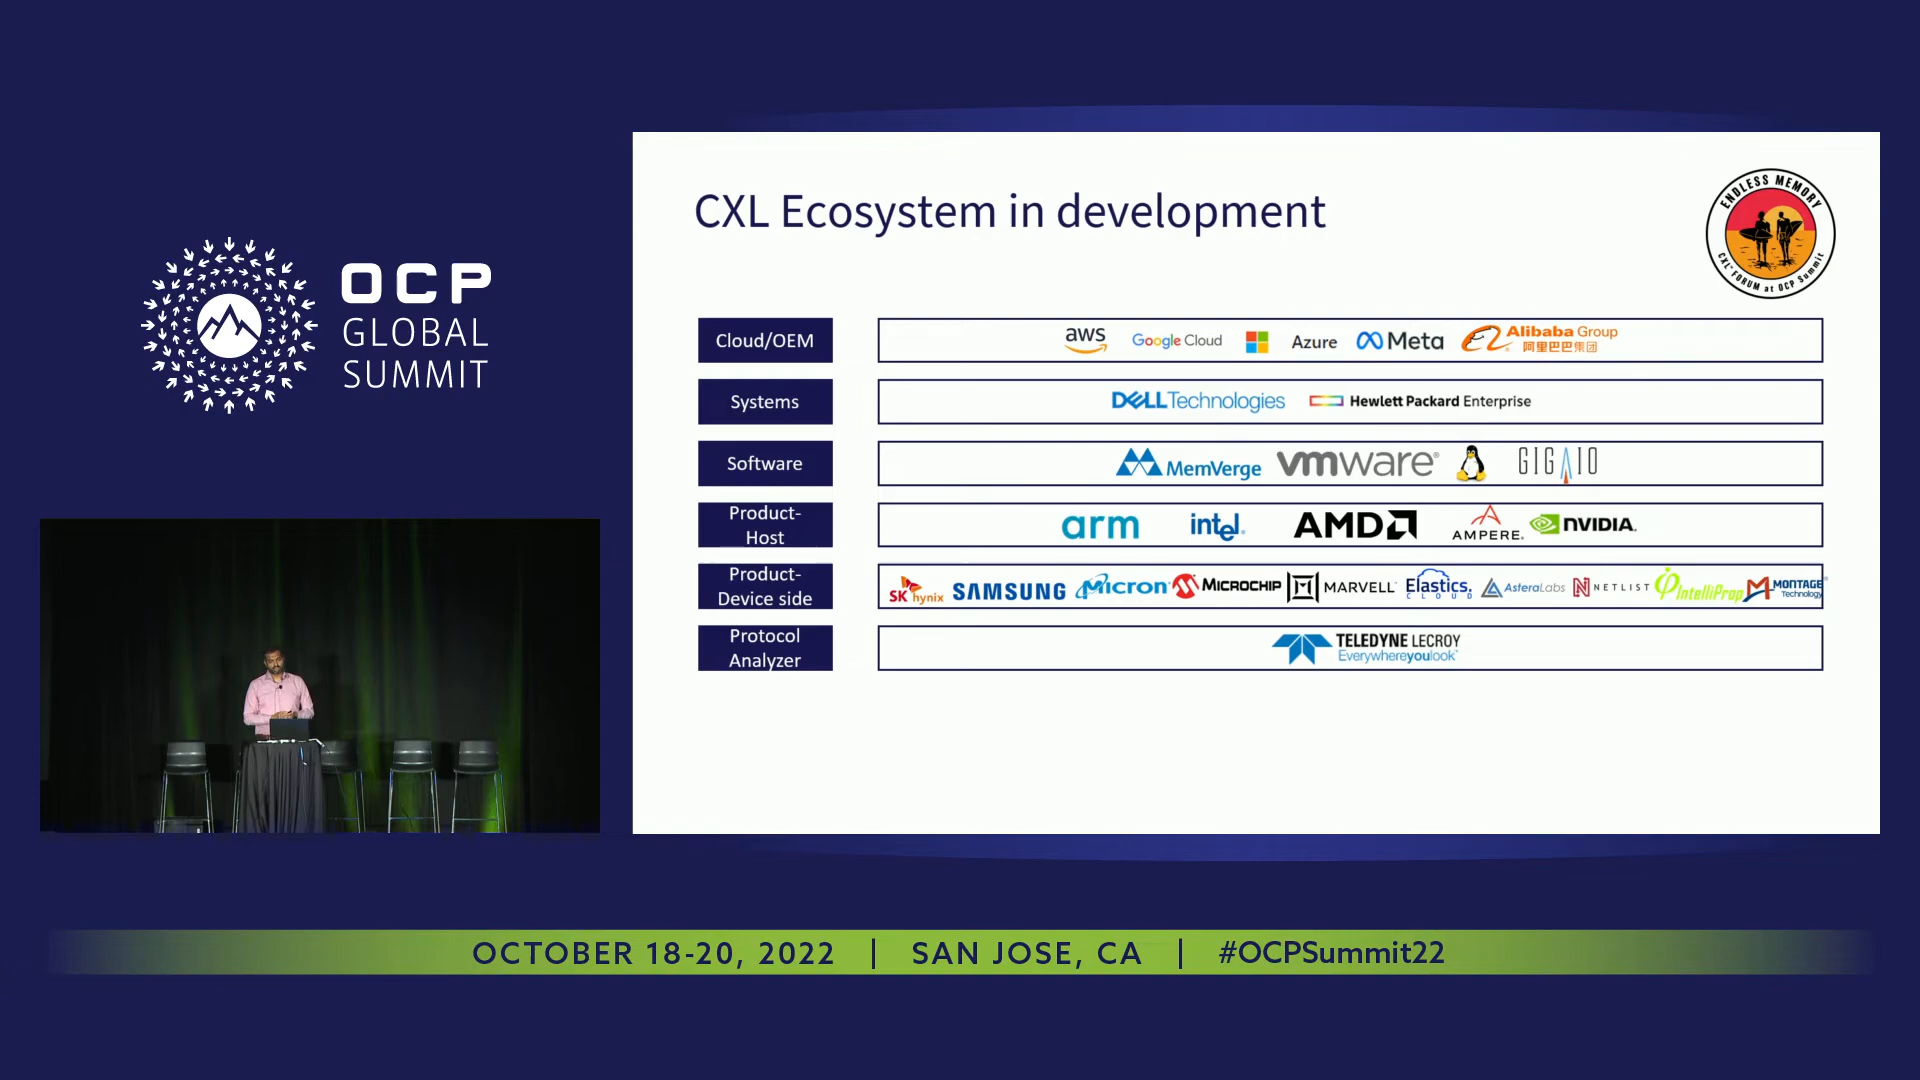 OCP
GLOBAL
SUMMIT
CXL Ecosystem in development
ENDLESS MEMORY
CXL® FORUM at OCP Summit
Cloud/OEM
aws Google Cloud Azure Meta Alibaba Group
阿里巴巴集团
Systems
DELL Technologies Hewlett Packard Enterprise
Software
MemVerge vmware® GIGAIO
Product-
Host
arm intel. AMD AMPERE. NVIDIA.
Product-
Device side
SK hynix SAMSUNG Micron MICROCHIP MARVELL Elastics. CLOUD AsteraLabs NETLIST IntelliProp MONTAGE Technology
Protocol
Analyzer
TELEDYNE LECROY
Everywhereyoulook
OCTOBER 18-20, 2022 | SAN JOSE, CA | #OCPSummit22